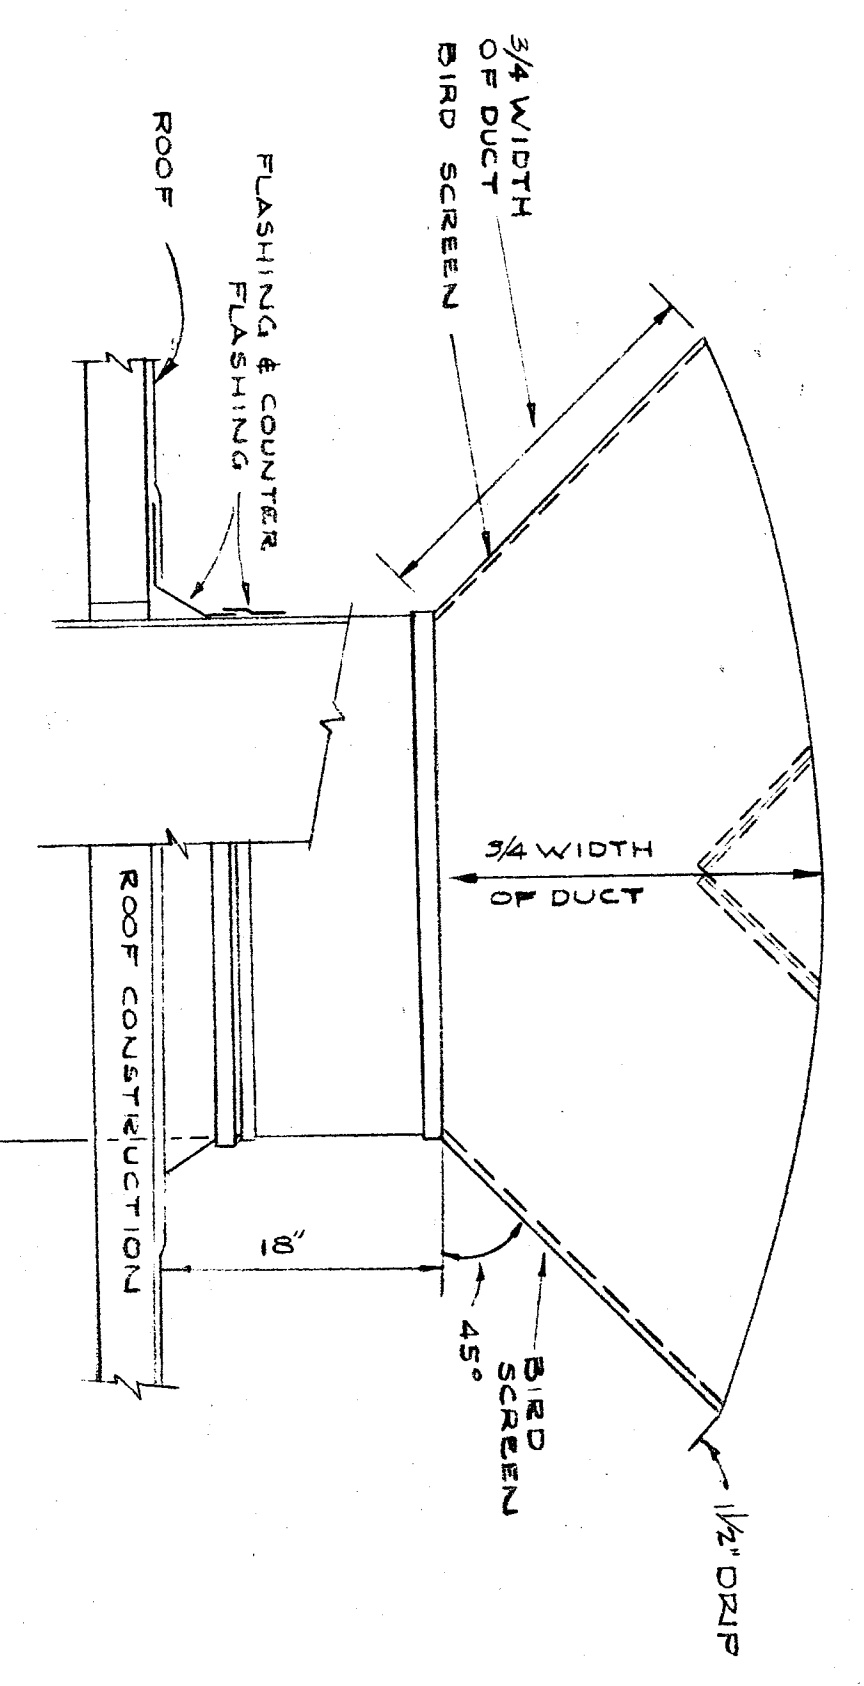 3/4 WIDTH
OF DUCT
BIRD SCREEN
FLASHING & COUNTER
FLASHING
ROOF
3/4 WIDTH
OF DUCT
ROOF CONSTRUCTION
18"
45°
BIRD
SCREEN
1 1/2" DRIP